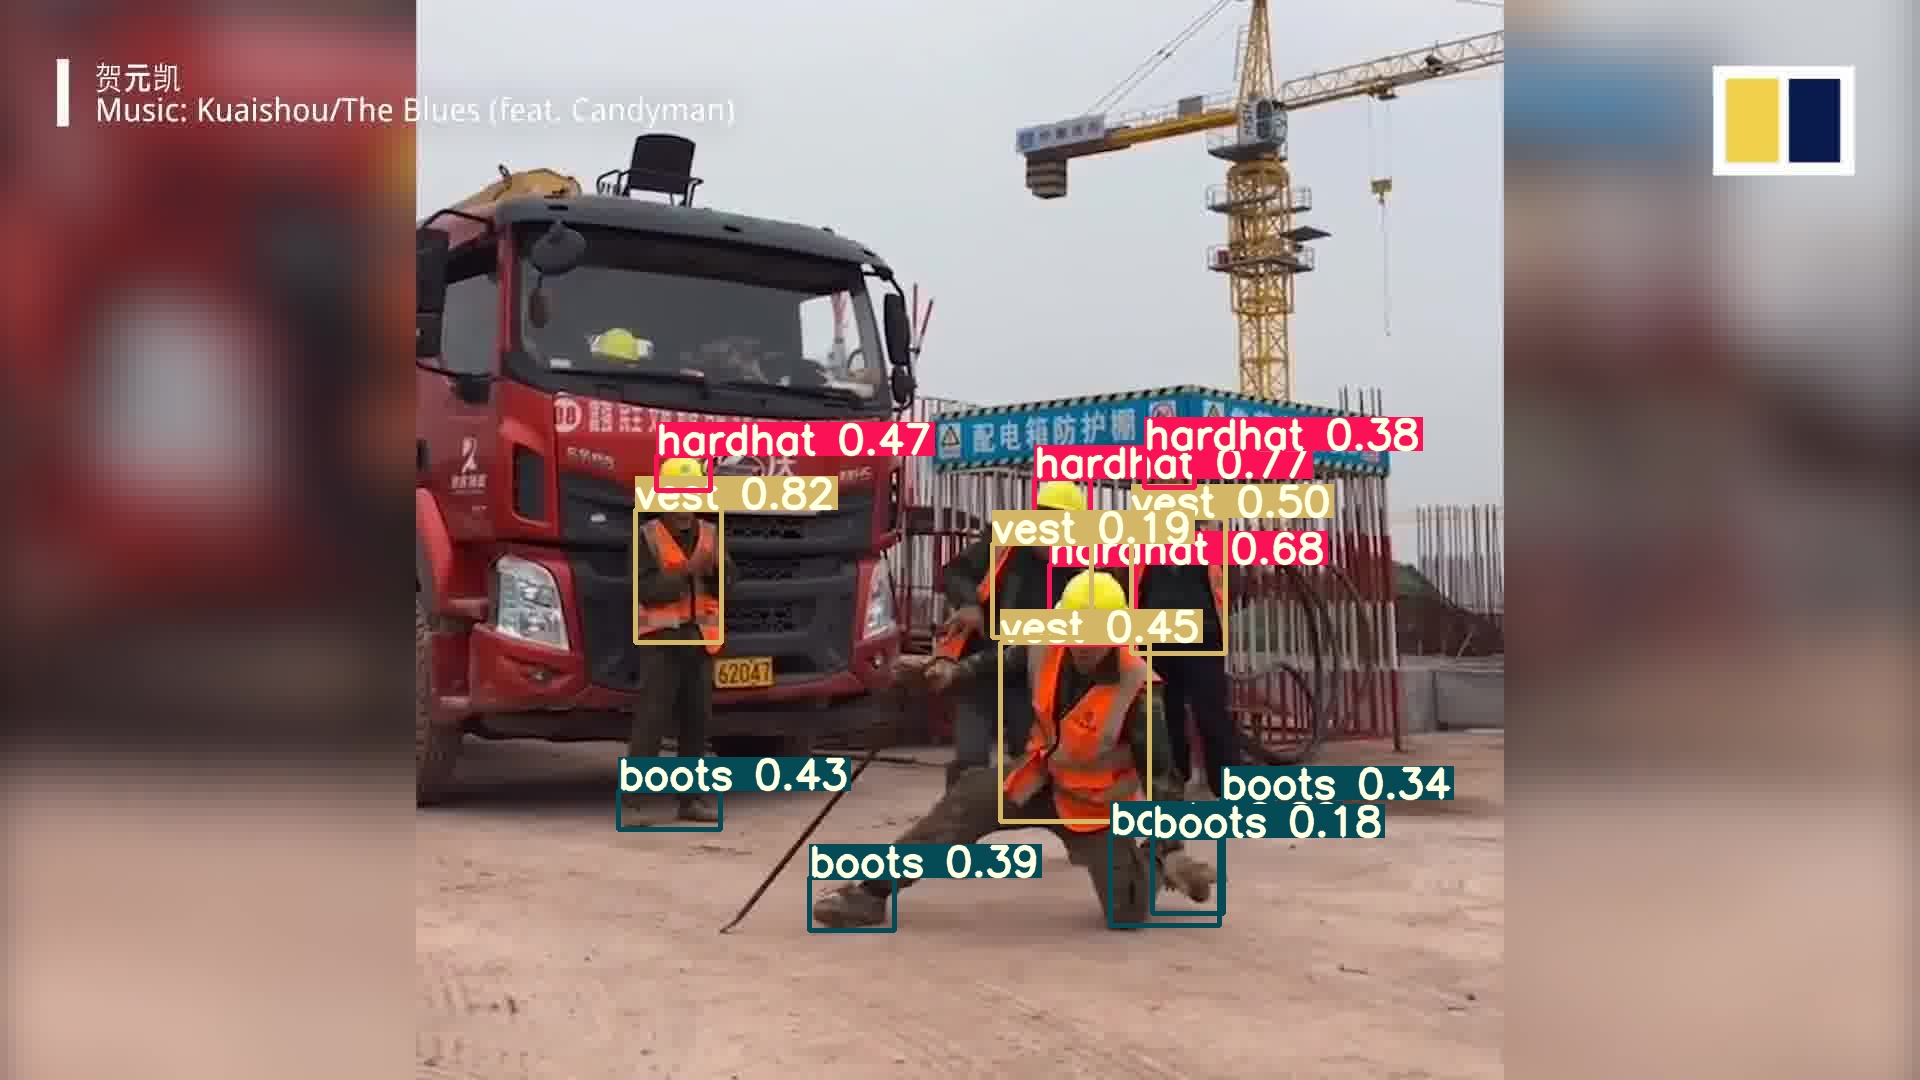 贺元凯
Music: Kuaishou/The Blues (feat. Candyman)
配电箱防护棚
hardhat 0.47
hardhat 0.38
hardhat 0.77
vest 0.82
vest 0.50
vest 0.19
hardhat 0.68
vest 0.45
62047
boots 0.43
boots 0.34
boots 0.18
boots 0.39